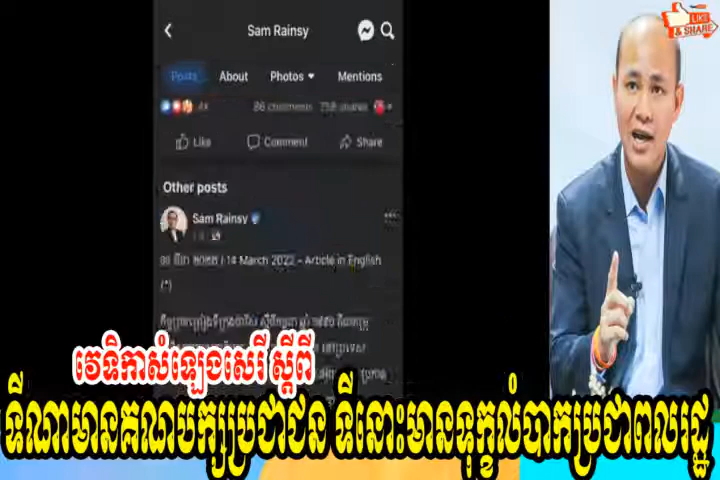 Sam Rainsy
Posts About Photos Mentions
4K 86 comments
Like Comment Share
Other posts
Sam Rainsy
14 March 2022 – Article in English
(*)
LIKE
& SHARE
វេទិកាសំឡេងសេរី ស្តីពី
ទីណាមានគណបក្សប្រជាជន ទីនោះមានទុក្ខលំបាកប្រជាពលរដ្ឋ